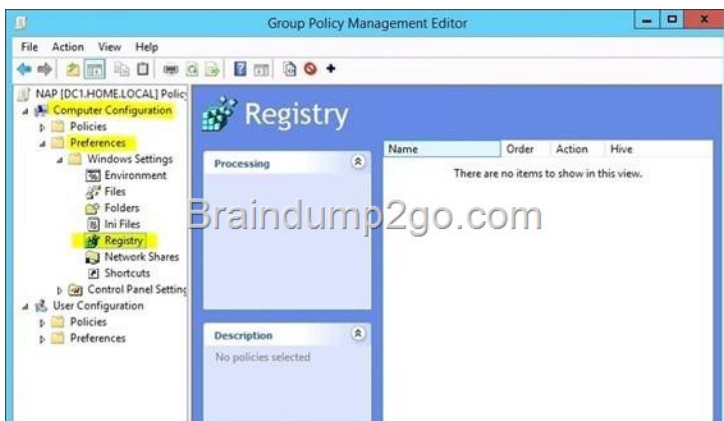 Group Policy Management Editor
File Action View Help
NAP [DC1.HOME.LOCAL] Polic
Computer Configuration
Policies
Preferences
Windows Settings
Environment
Files
Folders
Ini Files
Registry
Network Shares
Shortcuts
Control Panel Setting
User Configuration
Policies
Preferences
Registry
Processing
Description
No policies selected
Name Order Action Hive
There are no items to show in this view.
Braindump2go.com